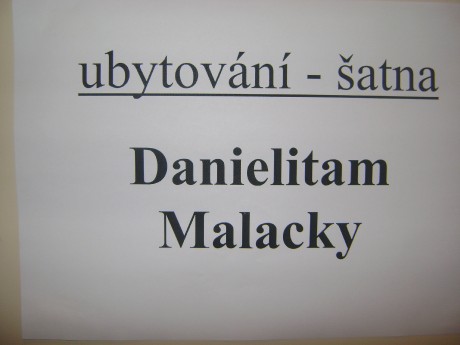 ubytování - šatna
Danielitam
Malacky